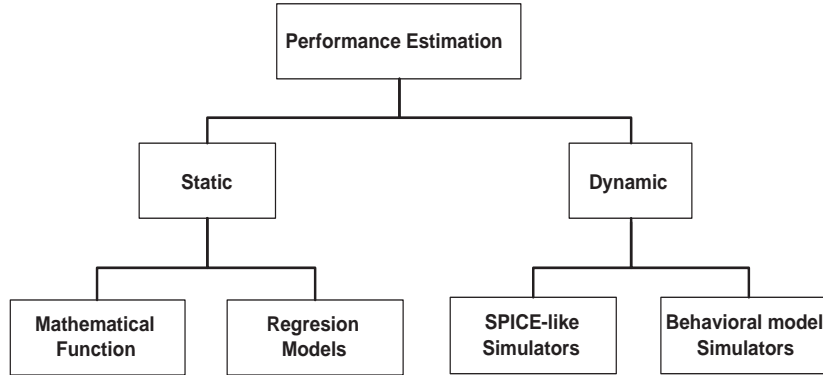 Performance Estimation
Static
Dynamic
Mathematical
Function
Regresion
Models
SPICE-like
Simulators
Behavioral model
Simulators